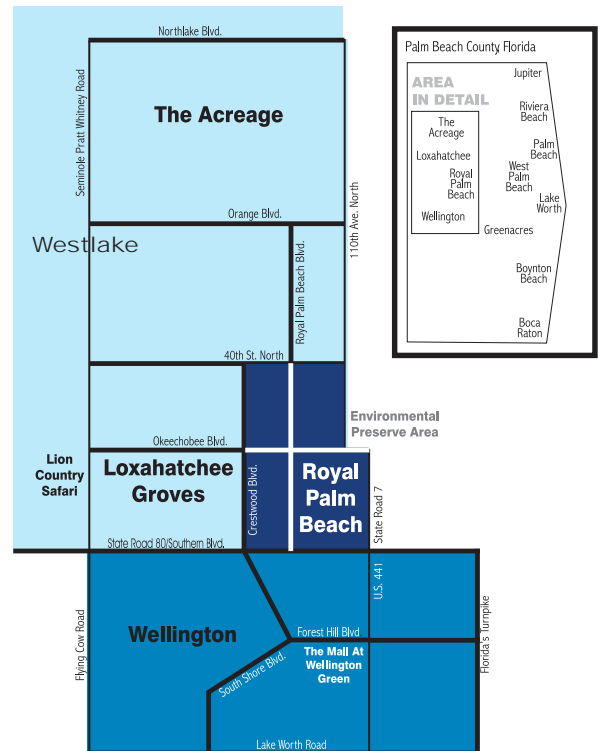 Northlake Blvd.
Seminole Pratt Whitney Road
The Acreage
110th Ave. North
Orange Blvd.
Westlake
Royal Palm Beach Blvd.
40th St. North
Environmental
Preserve Area
Okeechobee Blvd.
Lion
Country
Safari
Loxahatchee
Groves
Crestwood Blvd.
Royal
Palm
Beach
State Road 7
State Road 80/Southern Blvd.
Flying Cow Road
Wellington
U.S. 441
Forest Hill Blvd
Florida's Turnpike
South Shore Blvd.
The Mall At
Wellington
Green
Lake Worth Road
Palm Beach County, Florida
AREA
IN DETAIL
The
Acreage
Loxahatchee
Royal
Palm
Beach
Wellington
Jupiter
Riviera
Beach
Palm
Beach
West
Palm
Beach
Lake
Worth
Greenacres
Boynton
Beach
Boca
Raton